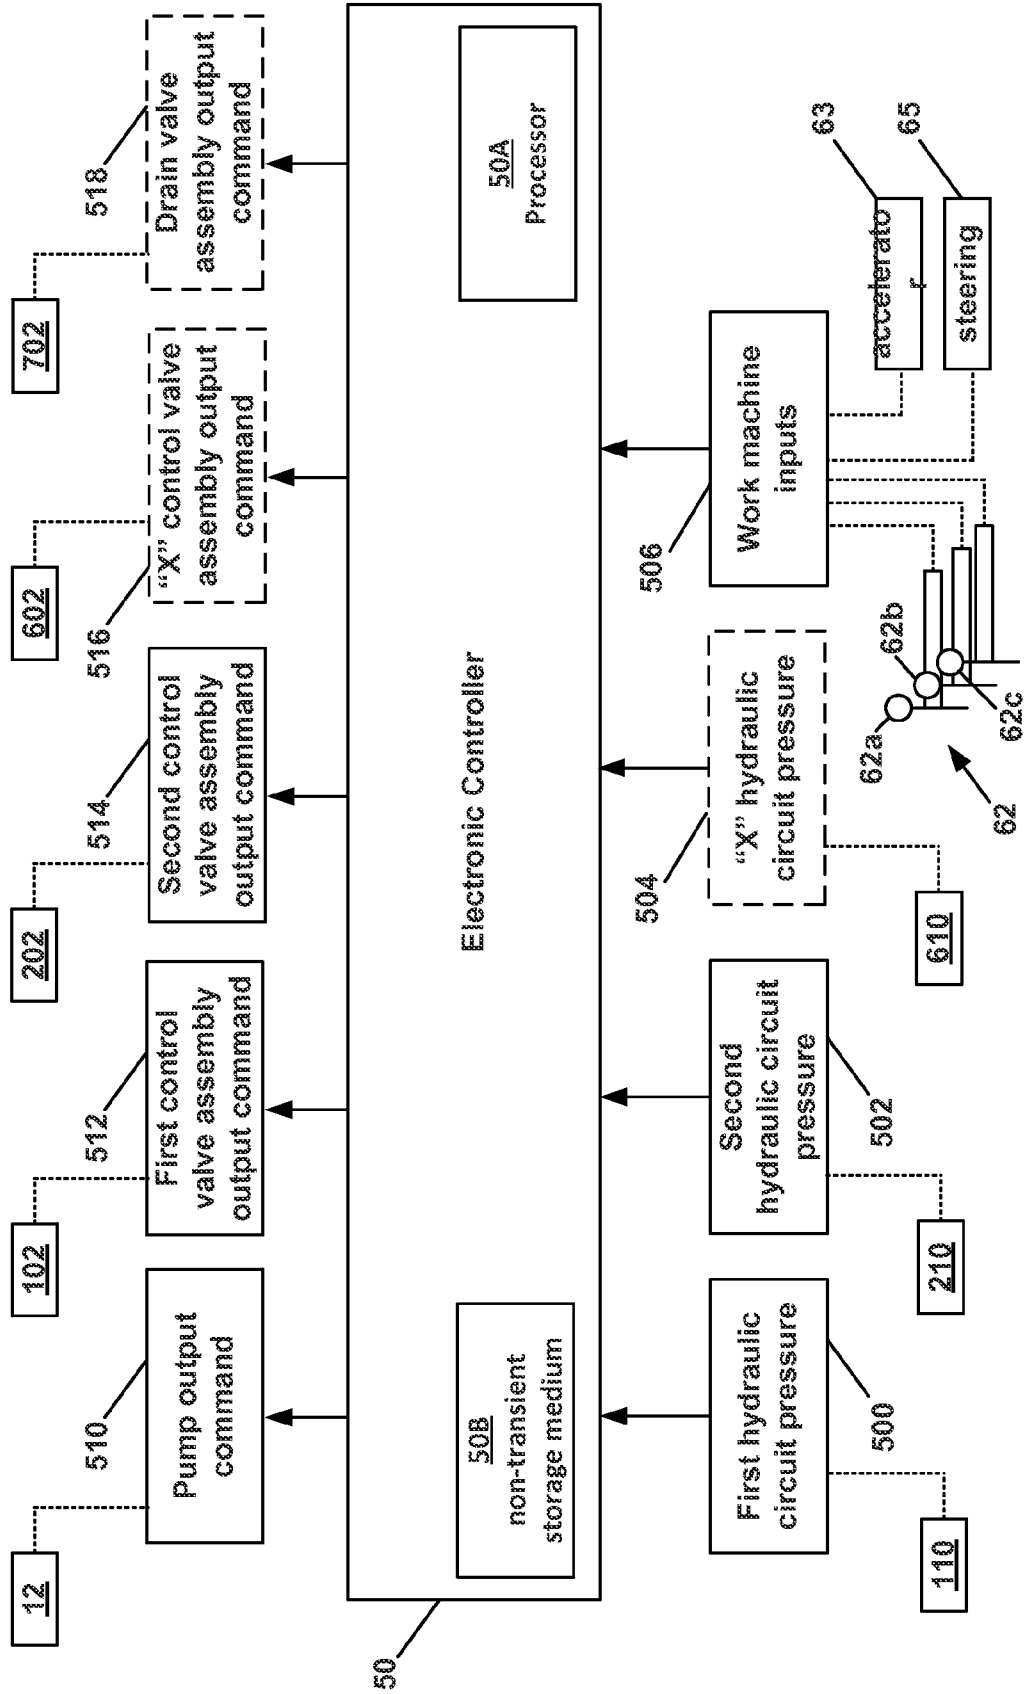 12
102
202
602
702
510
512
514
516
518
Pump output
command
First control
valve assembly
output command
Second control
valve assembly
output command
“X” control valve
assembly output
command
Drain valve
assembly output
command
50
50B
non-transient
storage medium
Electronic Controller
50A
Processor
First hydraulic
circuit pressure
Second
hydraulic circuit
pressure
“X” hydraulic
circuit pressure
Work machine
inputs
500
502
504
506
110
210
610
62
62a
62b
62c
accelerato
r
63
steering
65